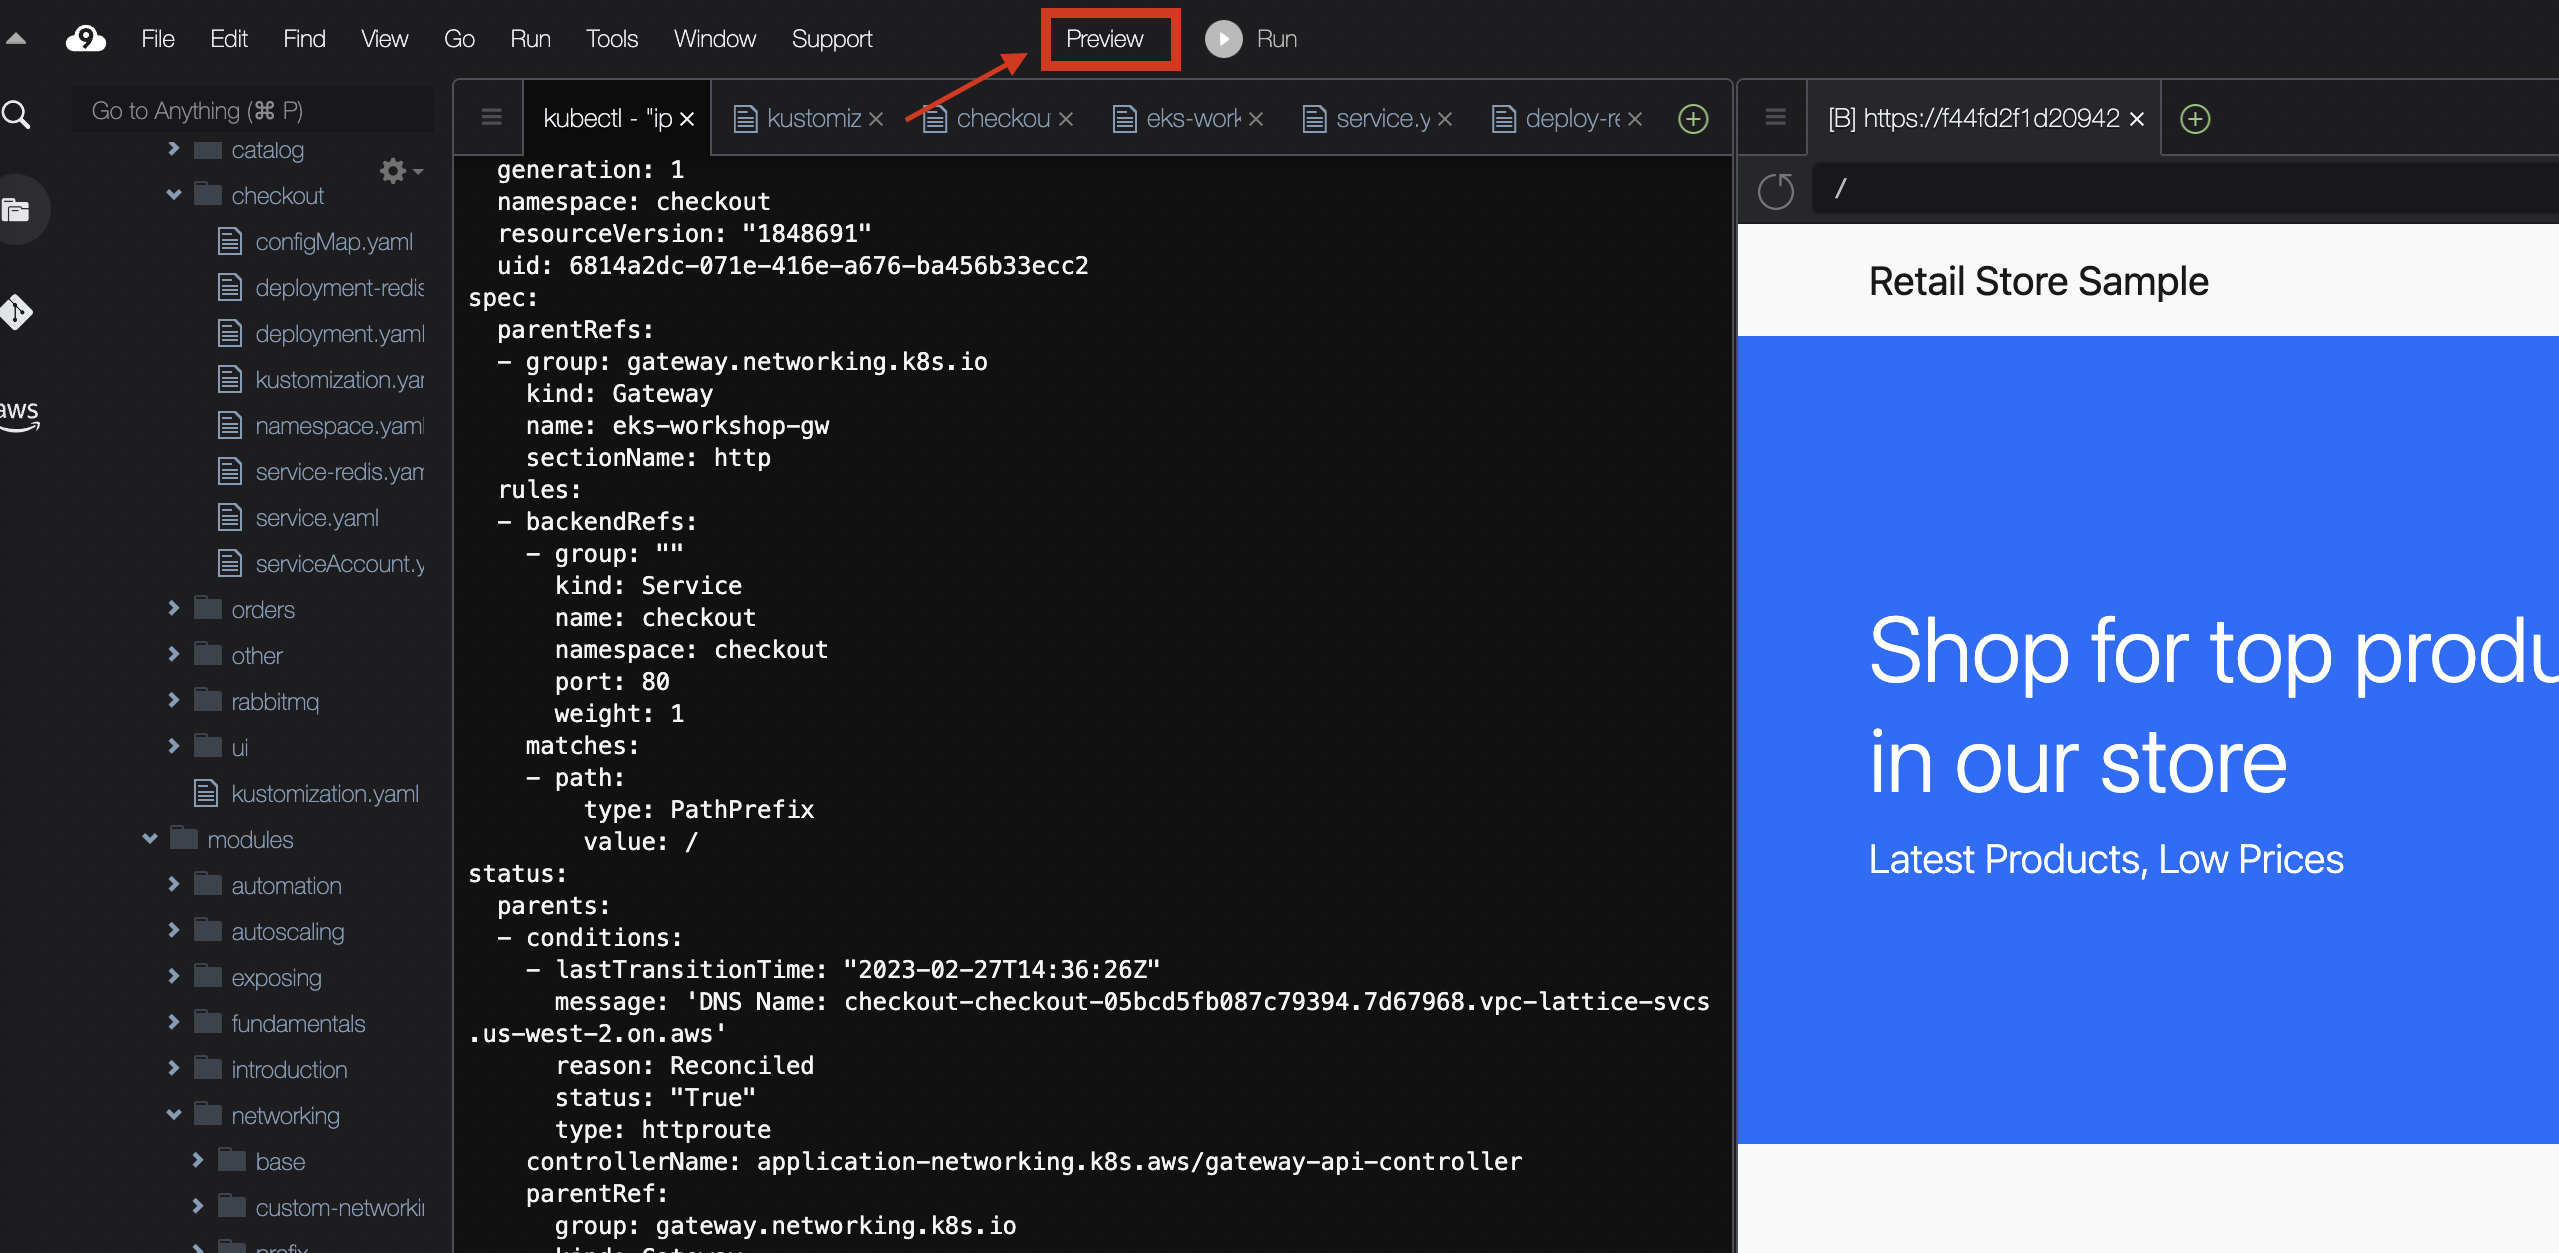 9 File Edit Find View Go Run Tools Window Support Preview Run
Go to Anything (⌘ P)
catalog
checkout
configMap.yaml
deployment-redis
deployment.yaml
kustomization.yar
namespace.yaml
service-redis.yam
service.yaml
serviceAccount.y
orders
other
rabbitmq
ui
kustomization.yaml
modules
automation
autoscaling
exposing
fundamentals
introduction
networking
base
custom-networkin
prefix
aws
kubectl - "ip × kustomiz × checkou × eks-work × service.y × deploy-re ×
generation: 1
namespace: checkout
resourceVersion: "1848691"
uid: 6814a2dc-071e-416e-a676-ba456b33ecc2
spec:
parentRefs:
- group: gateway.networking.k8s.io
kind: Gateway
name: eks-workshop-gw
sectionName: http
rules:
- backendRefs:
- group: ""
kind: Service
name: checkout
namespace: checkout
port: 80
weight: 1
matches:
- path:
type: PathPrefix
value: /
status:
parents:
- conditions:
- lastTransitionTime: "2023-02-27T14:36:26Z"
message: 'DNS Name: checkout-checkout-05bcd5fb087c79394.7d67968.vpc-lattice-svcs
.us-west-2.on.aws'
reason: Reconciled
status: "True"
type: httproute
controllerName: application-networking.k8s.aws/gateway-api-controller
parentRef:
group: gateway.networking.k8s.io
kind: Gateway
[B] https://f44fd2f1d20942 ×
/
Retail Store Sample
Shop for top produ
in our store
Latest Products, Low Prices